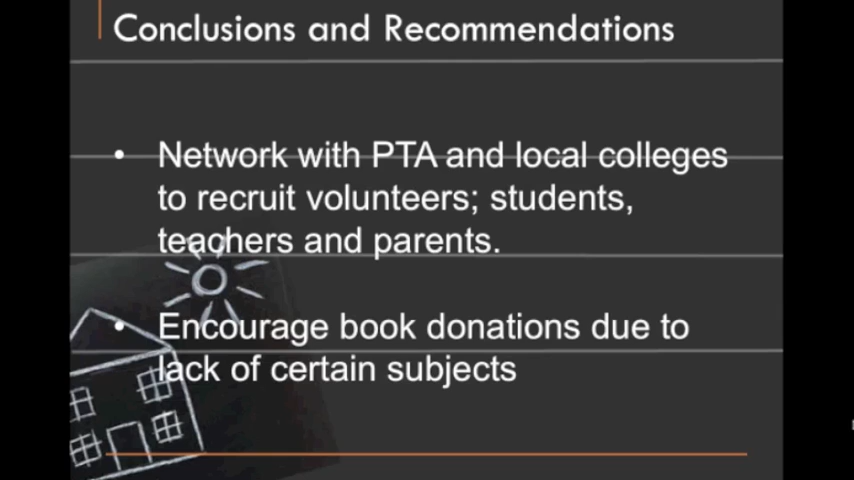 Conclusions and Recommendations
• Network with PTA and local colleges
to recruit volunteers; students,
teachers and parents.
• Encourage book donations due to
lack of certain subjects